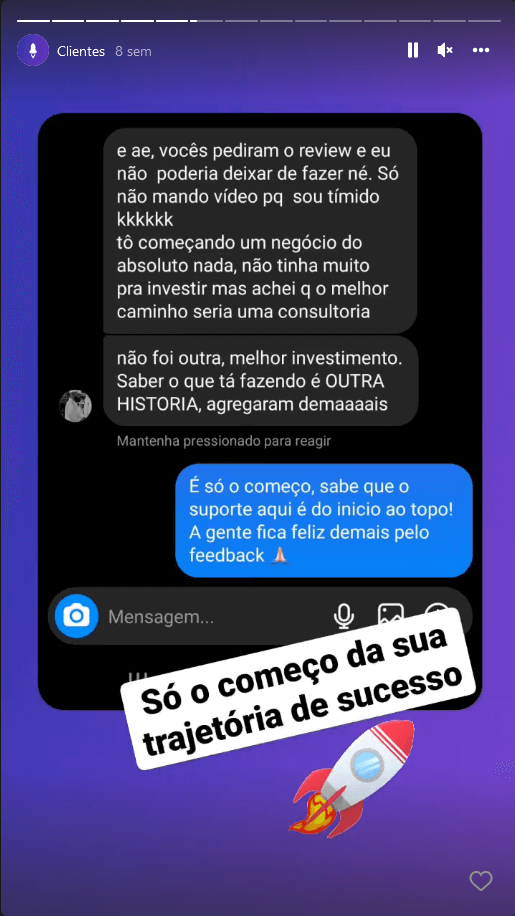 Clientes 8 sem
e ae, vocês pediram o review e eu
não poderia deixar de fazer né. Só
não mando vídeo pq sou tímido
kkkkkk
tô começando um negócio do
absoluto nada, não tinha muito
pra investir mas achei q o melhor
caminho seria uma consultoria
não foi outra, melhor investimento.
Saber o que tá fazendo é OUTRA
HISTORIA, agregaram demaaaais
Mantenha pressionado para reagir
É só o começo, sabe que o
suporte aqui é do inicio ao topo!
A gente fica feliz demais pelo
feedback 🙏🏻
Mensagem...
Só o começo da sua
trajetória de sucesso